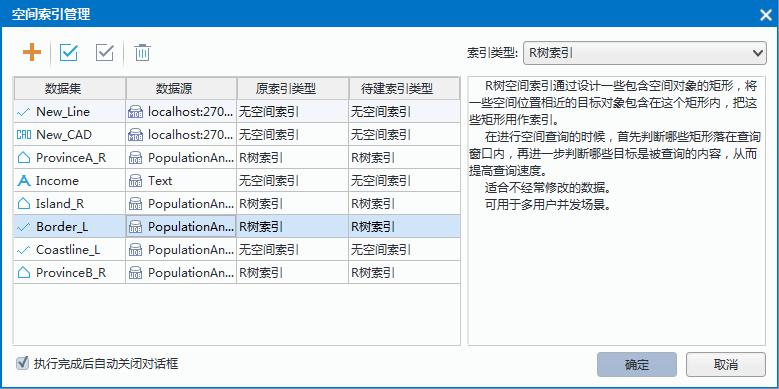 空间索引管理
索引类型: R树索引
数据集 数据源 原索引类型 待建索引类型
New_Line localhost:270... 无空间索引 无空间索引
CAD New_CAD localhost:270... 无空间索引 无空间索引
ProvinceA_R PopulationAn... R树索引 R树索引
Income Text 无空间索引 无空间索引
Island_R PopulationAn... R树索引 R树索引
Border_L PopulationAn... R树索引 R树索引
Coastline_L PopulationAn... 无空间索引 无空间索引
ProvinceB_R PopulationAn... R树索引 R树索引
R树空间索引通过设计一些包含空间对象的矩形，将
一些空间位置相近的目标对象包含在这个矩形内，把这
些矩形用作索引。
在进行空间查询的时候，首先判断哪些矩形落在查询
窗口内，再进一步判断哪些目标是被查询的内容，从而
提高查询速度。
适合不经常修改的数据。
可用于多用户并发场景。
执行完成后自动关闭对话框
确定 取消